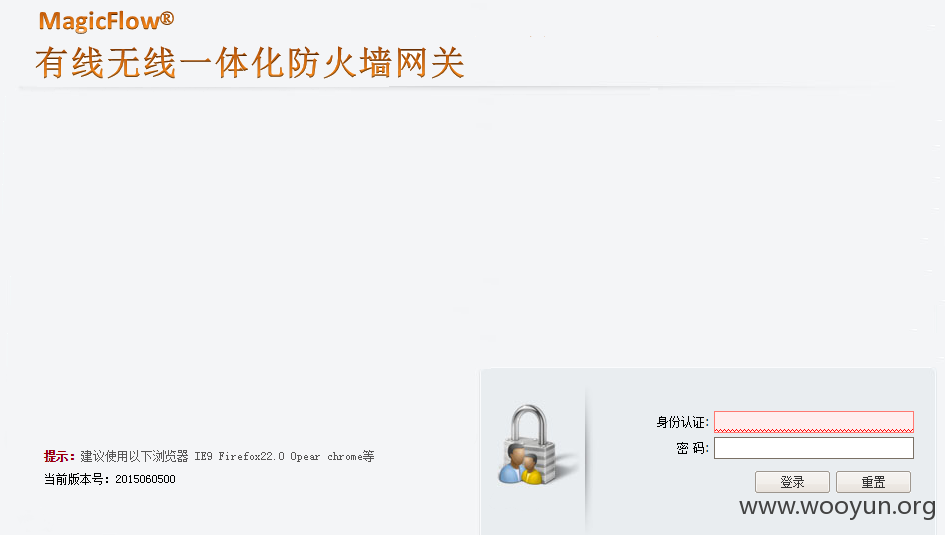 MagicFlow®
有线无线一体化防火墙网关
身份认证:
密 码:
提示：建议使用以下浏览器 IE9 Firefox22.0 Opear chrome等
当前版本号：2015060500
登录 重置
www.wooyun.org